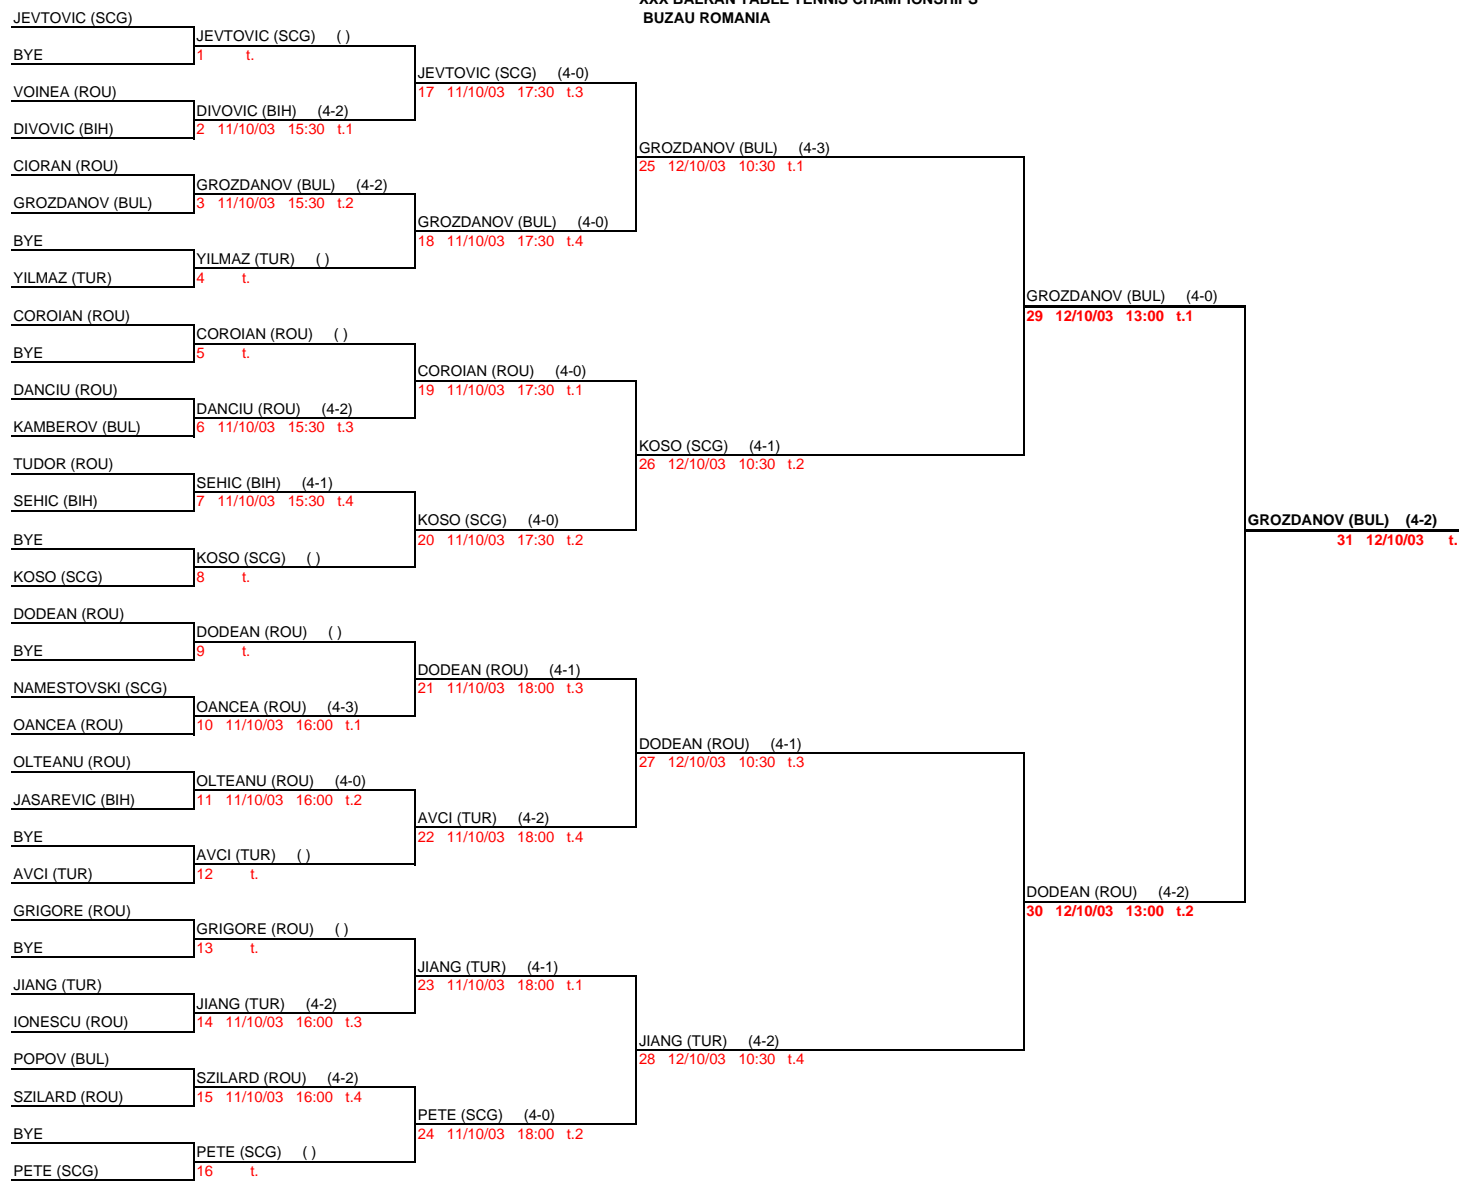 XXX BALKAN TABLE TENNIS CHAMPIONSHIPS
BUZAU ROMANIA
JEVTOVIC (SCG)
BYE
VOINEA (ROU)
DIVOVIC (BIH)
CIORAN (ROU)
GROZDANOV (BUL)
BYE
YILMAZ (TUR)
COROIAN (ROU)
BYE
DANCIU (ROU)
KAMBEROV (BUL)
TUDOR (ROU)
SEHIC (BIH)
BYE
KOSO (SCG)
DODEAN (ROU)
BYE
NAMESTOVSKI (SCG)
OANCEA (ROU)
OLTEANU (ROU)
JASAREVIC (BIH)
BYE
AVCI (TUR)
GRIGORE (ROU)
BYE
JIANG (TUR)
IONESCU (ROU)
POPOV (BUL)
SZILARD (ROU)
BYE
PETE (SCG)
JEVTOVIC (SCG) ( )
1 t.
DIVOVIC (BIH) (4-2)
2 11/10/03 15:30 t.1
GROZDANOV (BUL) (4-2)
3 11/10/03 15:30 t.2
YILMAZ (TUR) ( )
4 t.
COROIAN (ROU) ( )
5 t.
DANCIU (ROU) (4-2)
6 11/10/03 15:30 t.3
SEHIC (BIH) (4-1)
7 11/10/03 15:30 t.4
KOSO (SCG) ( )
8 t.
DODEAN (ROU) ( )
9 t.
OANCEA (ROU) (4-3)
10 11/10/03 16:00 t.1
OLTEANU (ROU) (4-0)
11 11/10/03 16:00 t.2
AVCI (TUR) ( )
12 t.
GRIGORE (ROU) ( )
13 t.
JIANG (TUR) (4-2)
14 11/10/03 16:00 t.3
SZILARD (ROU) (4-2)
15 11/10/03 16:00 t.4
PETE (SCG) ( )
16 t.
JEVTOVIC (SCG) (4-0)
17 11/10/03 17:30 t.3
GROZDANOV (BUL) (4-0)
18 11/10/03 17:30 t.4
COROIAN (ROU) (4-0)
19 11/10/03 17:30 t.1
KOSO (SCG) (4-0)
20 11/10/03 17:30 t.2
DODEAN (ROU) (4-1)
21 11/10/03 18:00 t.3
AVCI (TUR) (4-2)
22 11/10/03 18:00 t.4
JIANG (TUR) (4-1)
23 11/10/03 18:00 t.1
PETE (SCG) (4-0)
24 11/10/03 18:00 t.2
GROZDANOV (BUL) (4-3)
25 12/10/03 10:30 t.1
KOSO (SCG) (4-1)
26 12/10/03 10:30 t.2
DODEAN (ROU) (4-1)
27 12/10/03 10:30 t.3
JIANG (TUR) (4-2)
28 12/10/03 10:30 t.4
GROZDANOV (BUL) (4-0)
29 12/10/03 13:00 t.1
DODEAN (ROU) (4-2)
30 12/10/03 13:00 t.2
GROZDANOV (BUL) (4-2)
31 12/10/03 t.